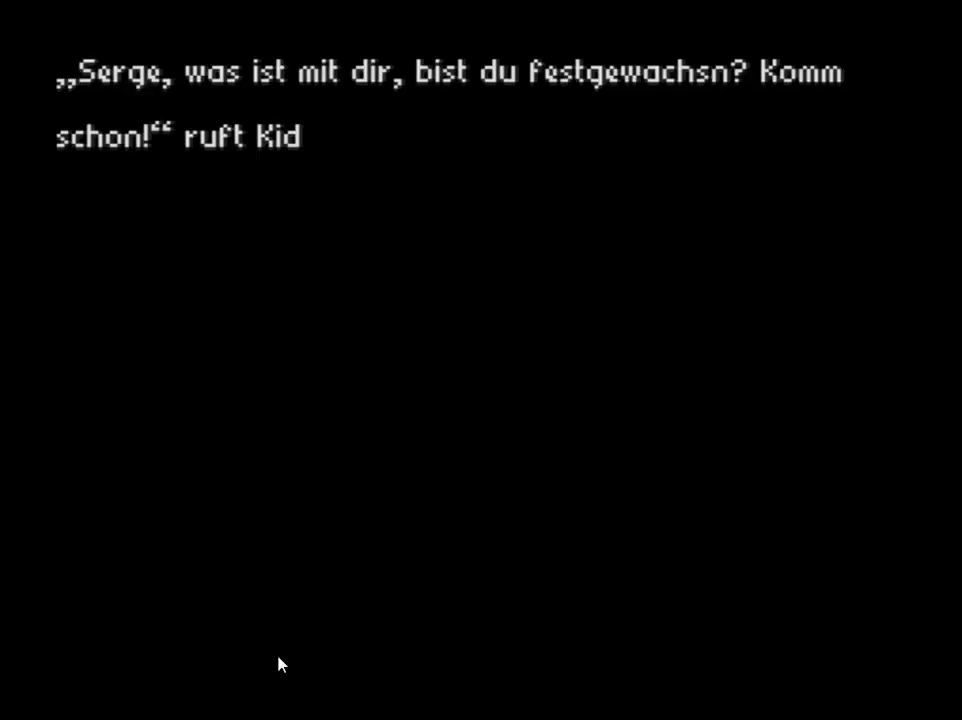 „Serge, was ist mit dir, bist du festgewachsn? Komm
schon!“ ruft Kid